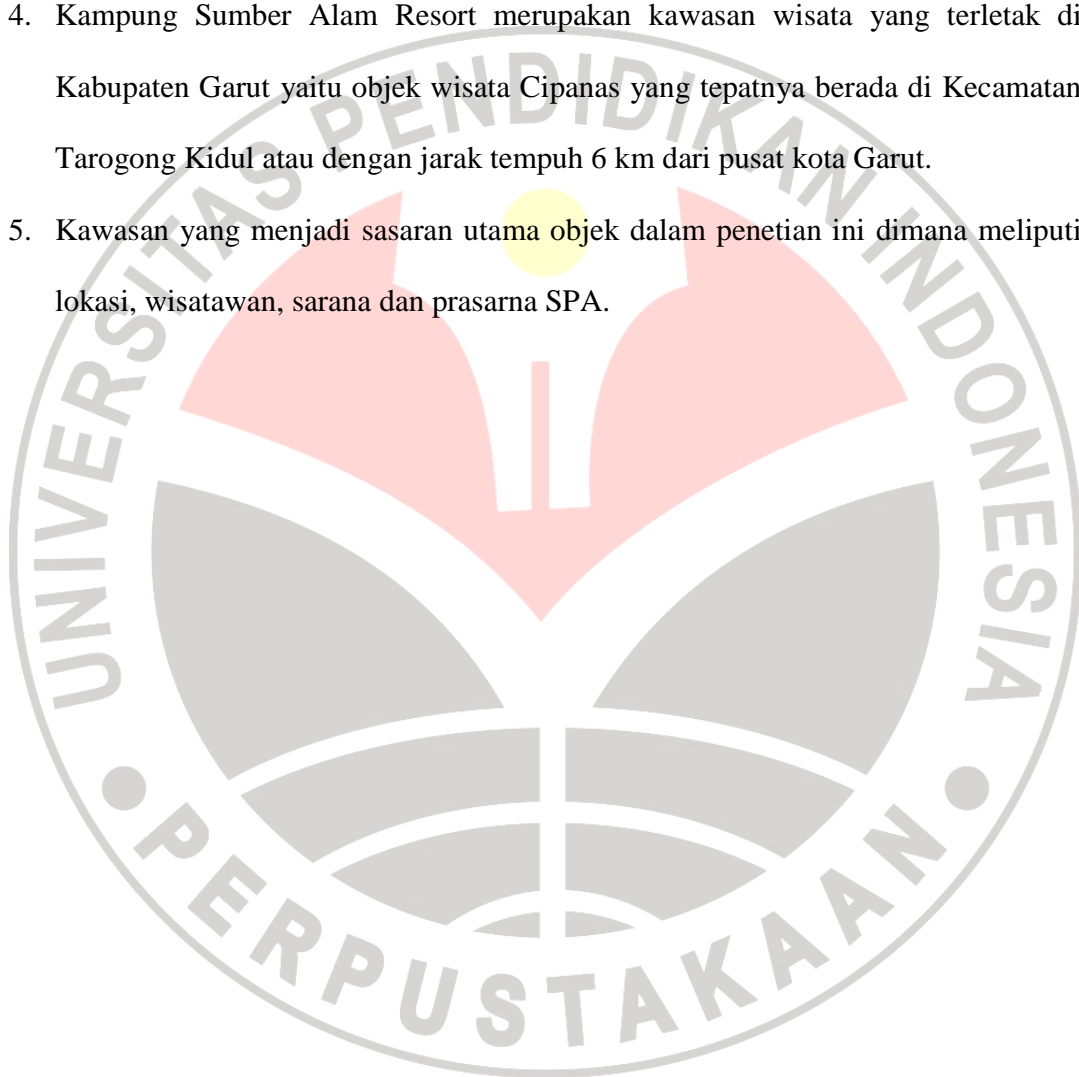 4. Kampung Sumber Alam Resort merupakan kawasan wisata yang terletak di
Kabupaten Garut yaitu objek wisata Cipanas yang tepatnya berada di Kecamatan
Tarogong Kidul atau dengan jarak tempuh 6 km dari pusat kota Garut.
5. Kawasan yang menjadi sasaran utama objek dalam penetian ini dimana meliputi
lokasi, wisatawan, sarana dan prasarna SPA.
UNIVERSITAS PENDIDIKAN INDONESIA
PERPUSTAKAAN